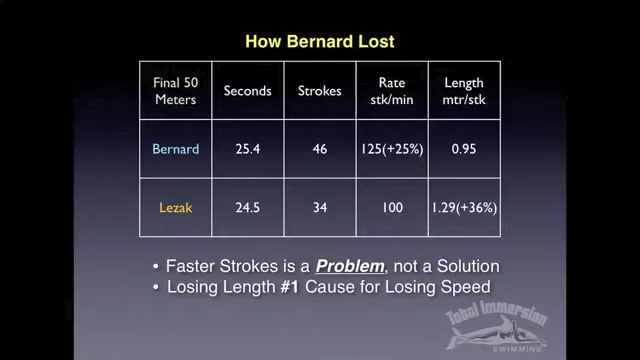 How Bernard Lost
Final 50 Meters Seconds Strokes Rate stk/min Length mtr/stk
Bernard 25.4 46 125(+25%) 0.95
Lezak 24.5 34 100 1.29(+36%)
• Faster Strokes is a Problem, not a Solution
• Losing Length #1 Cause for Losing Speed
Total Immersion
SWIMMING